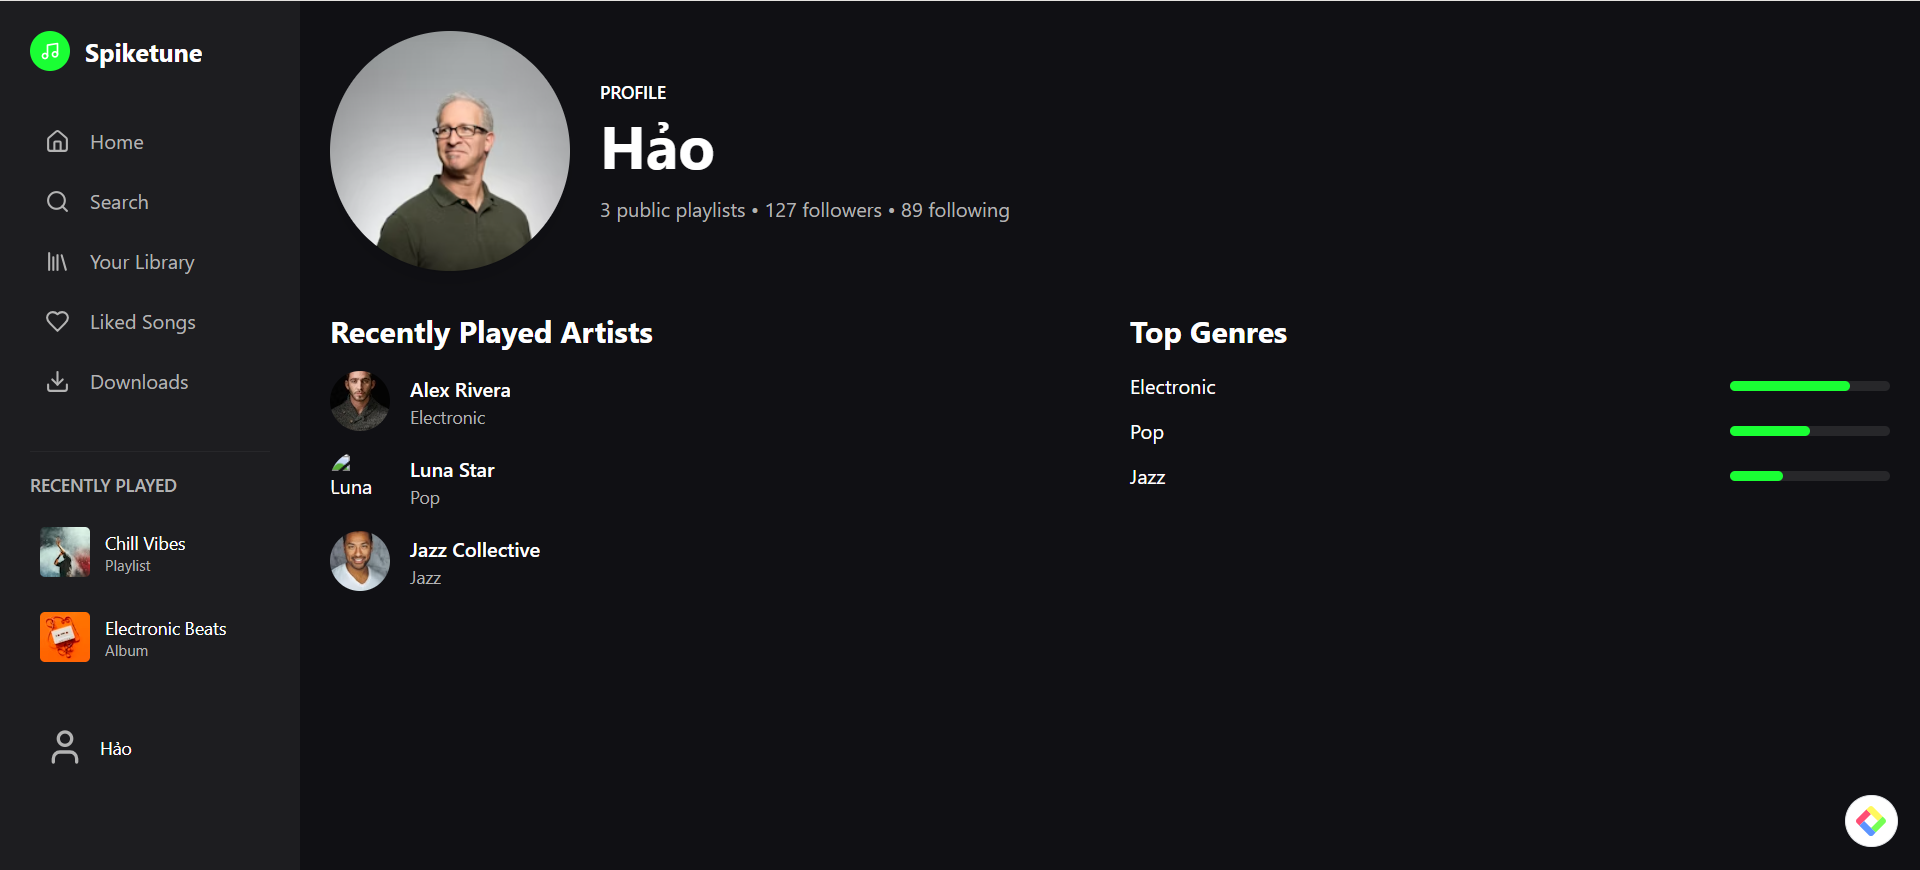 Spiketune
Home
Search
Your Library
Liked Songs
Downloads
RECENTLY PLAYED
Chill Vibes
Playlist
Electronic Beats
Album
Hảo
PROFILE
Hảo
3 public playlists • 127 followers • 89 following
Recently Played Artists
Alex Rivera
Electronic
Luna
Luna Star
Pop
Jazz Collective
Jazz
Top Genres
Electronic
Pop
Jazz